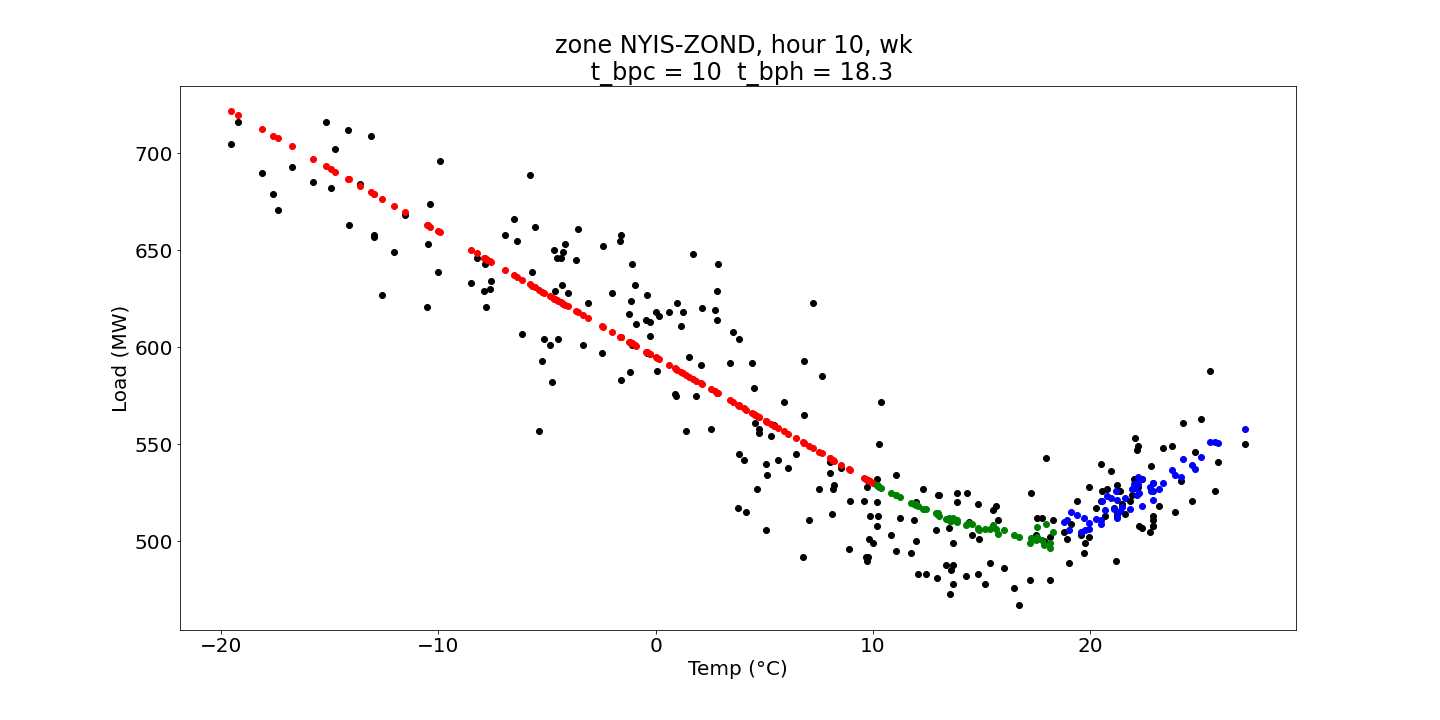 zone NYIS-ZOND, hour 10, wk
t_bpc = 10 t_bph = 18.3
Load (MW)
700
650
600
550
500
−20
−10
0
10
20
Temp (°C)